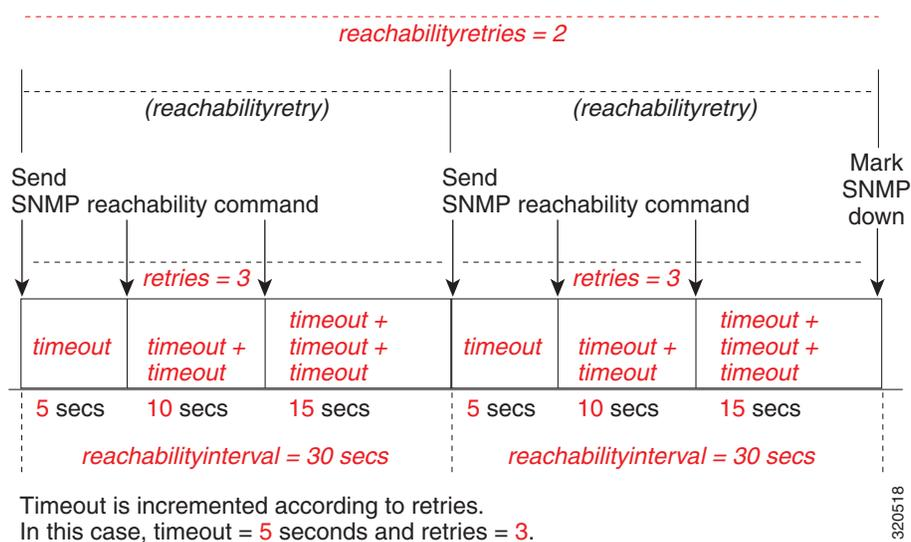 reachabilityretries = 2
(reachabilityretry) (reachabilityretry)
Send
SNMP reachability command
Send
SNMP reachability command
Mark
SNMP
down
retries = 3 retries = 3
timeout
timeout +
timeout
timeout +
timeout +
timeout
timeout
timeout +
timeout
timeout +
timeout +
timeout
5 secs 10 secs 15 secs 5 secs 10 secs 15 secs
reachabilityinterval = 30 secs reachabilityinterval = 30 secs
Timeout is incremented according to retries.
In this case, timeout = 5 seconds and retries = 3.
320518